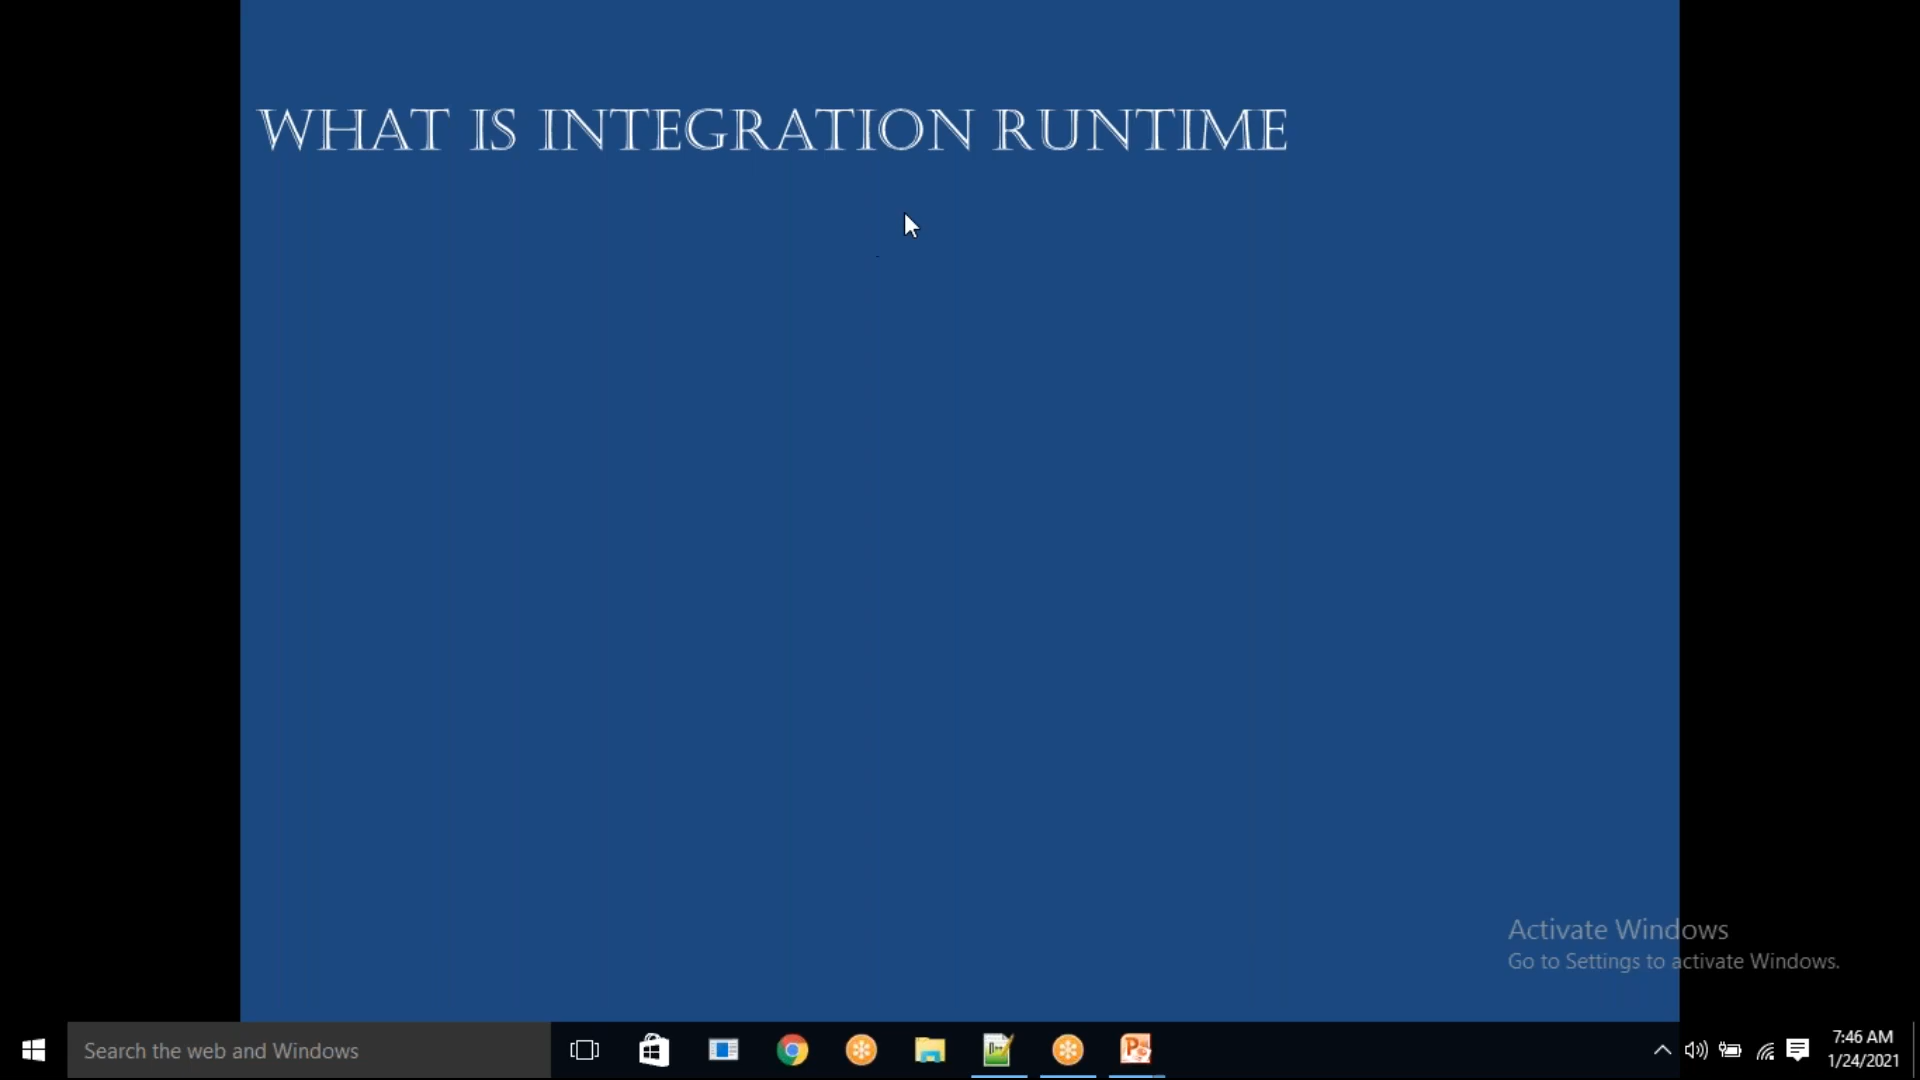 WHAT IS INTEGRATION RUNTIME
Activate Windows
Go to Settings to activate Windows.
Search the web and Windows
7:46 AM
1/24/2021